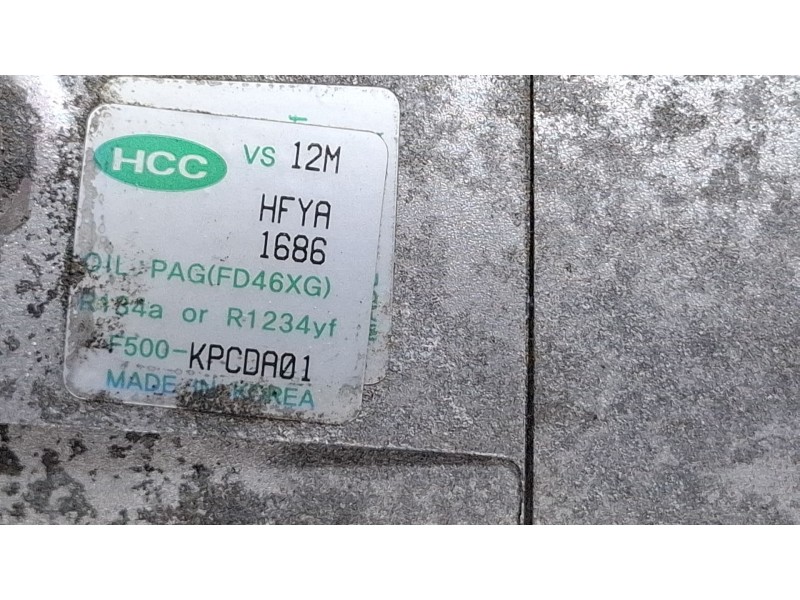 HCC VS 12M
HFYA
1686
OIL PAG(FD46XG)
R134a or R1234yf
F500-KPCDA01
MADE IN KOREA